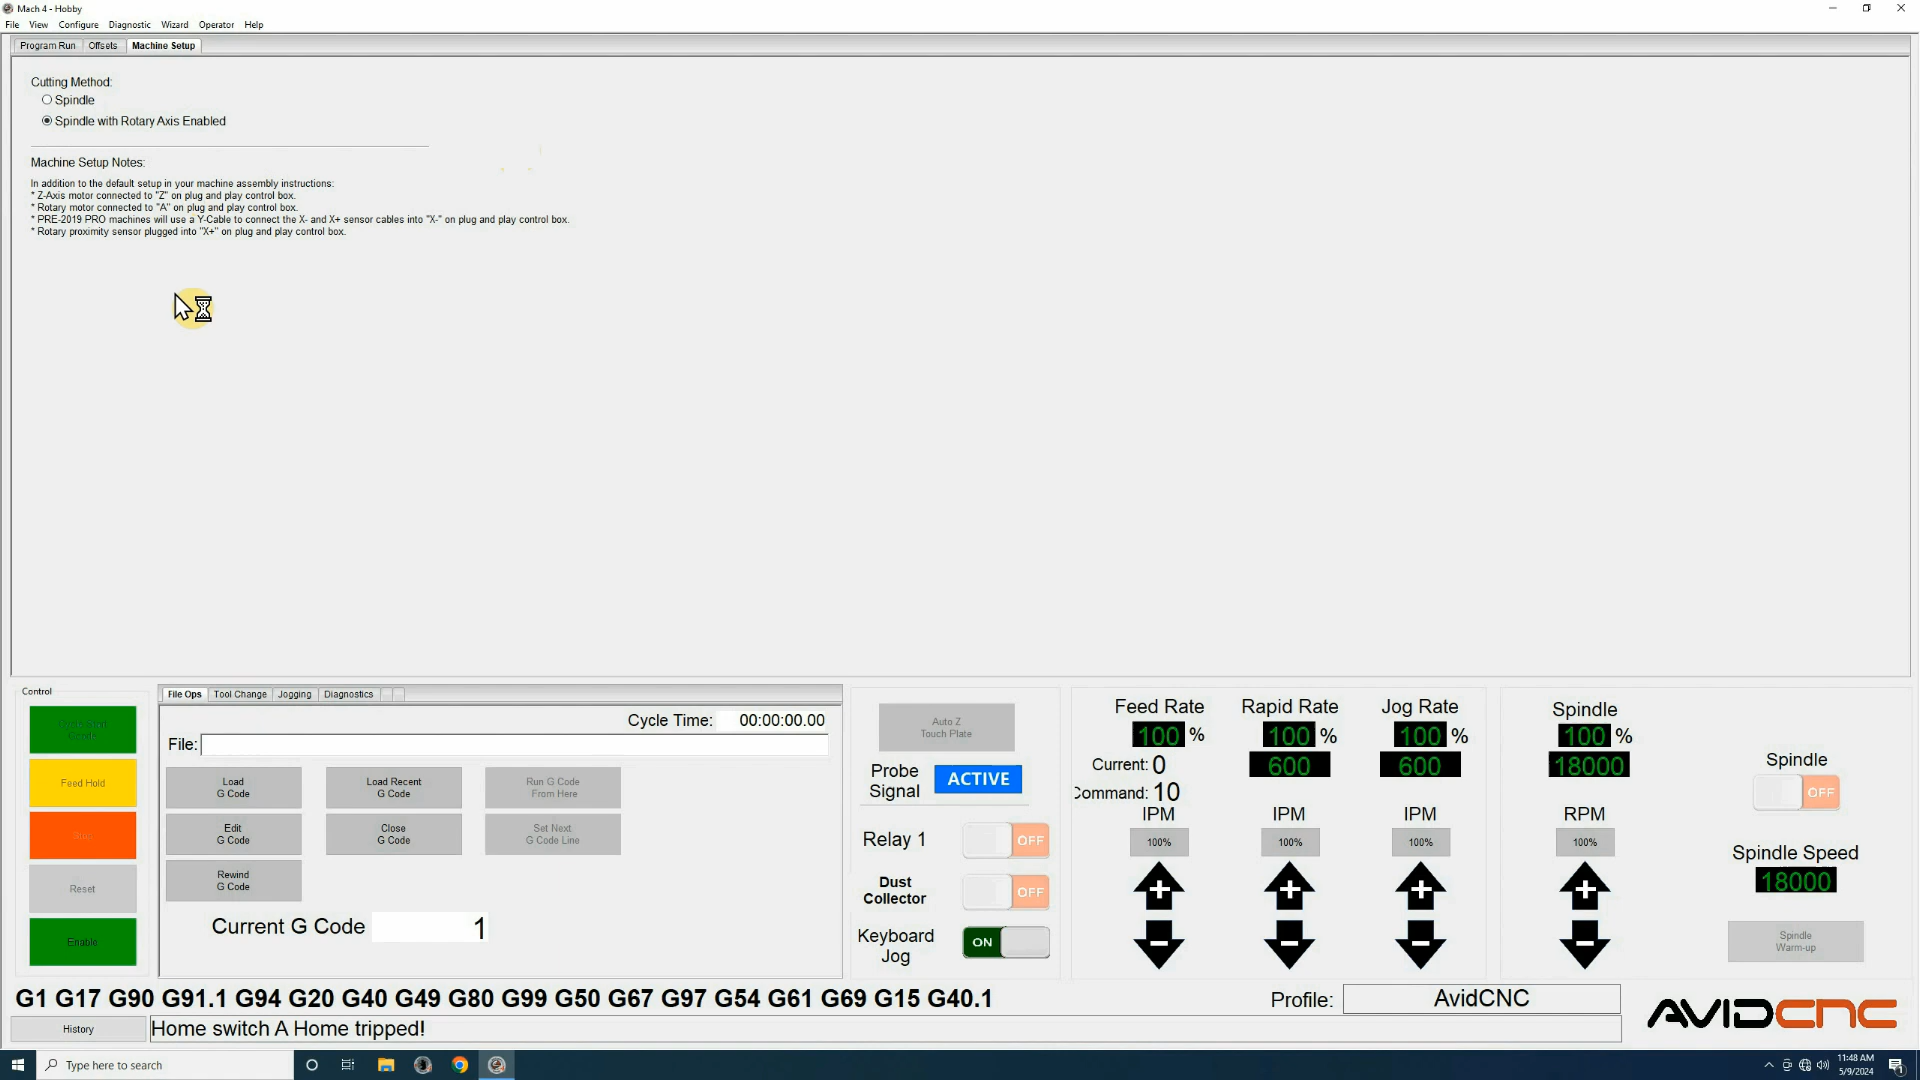 Mach 4 - Hobby
File View Configure Diagnostic Wizard Operator Help
Program Run Offsets Machine Setup
Cutting Method:
Spindle
Spindle with Rotary Axis Enabled
Machine Setup Notes:
In addition to the default setup in your machine assembly instructions:
* Z-Axis motor connected to "Z" on plug and play control box.
* Rotary motor connected to "A" on plug and play control box.
* PRE-2019 PRO machines will use a Y-Cable to connect the X- and X+ sensor cables into "X-" on plug and play control box.
* Rotary proximity sensor plugged into "X+" on plug and play control box.
Control
Cycle Start
Gcode
Feed Hold
Stop
Reset
Enable
File Ops Tool Change Jogging Diagnostics
Cycle Time: 00:00:00.00
File:
Load
G Code
Load Recent
G Code
Run G Code
From Here
Edit
G Code
Close
G Code
Set Next
G Code Line
Rewind
G Code
Current G Code 1
Auto Z
Touch Plate
Probe
Signal
ACTIVE
Relay 1 OFF
Dust
Collector
OFF
Keyboard
Jog
ON
Feed Rate
100 %
Current: 0
Command: 10
IPM
100%
Rapid Rate
100 %
600
IPM
100%
Jog Rate
100 %
600
IPM
100%
Spindle
100 %
18000
RPM
100%
Spindle
OFF
Spindle Speed
18000
Spindle
Warm-up
G1 G17 G90 G91.1 G94 G20 G40 G49 G80 G99 G50 G67 G97 G54 G61 G69 G15 G40.1
Profile: AvidCNC
AVIDCNC
History
Home switch A Home tripped!
Type here to search
11:48 AM
5/9/2024